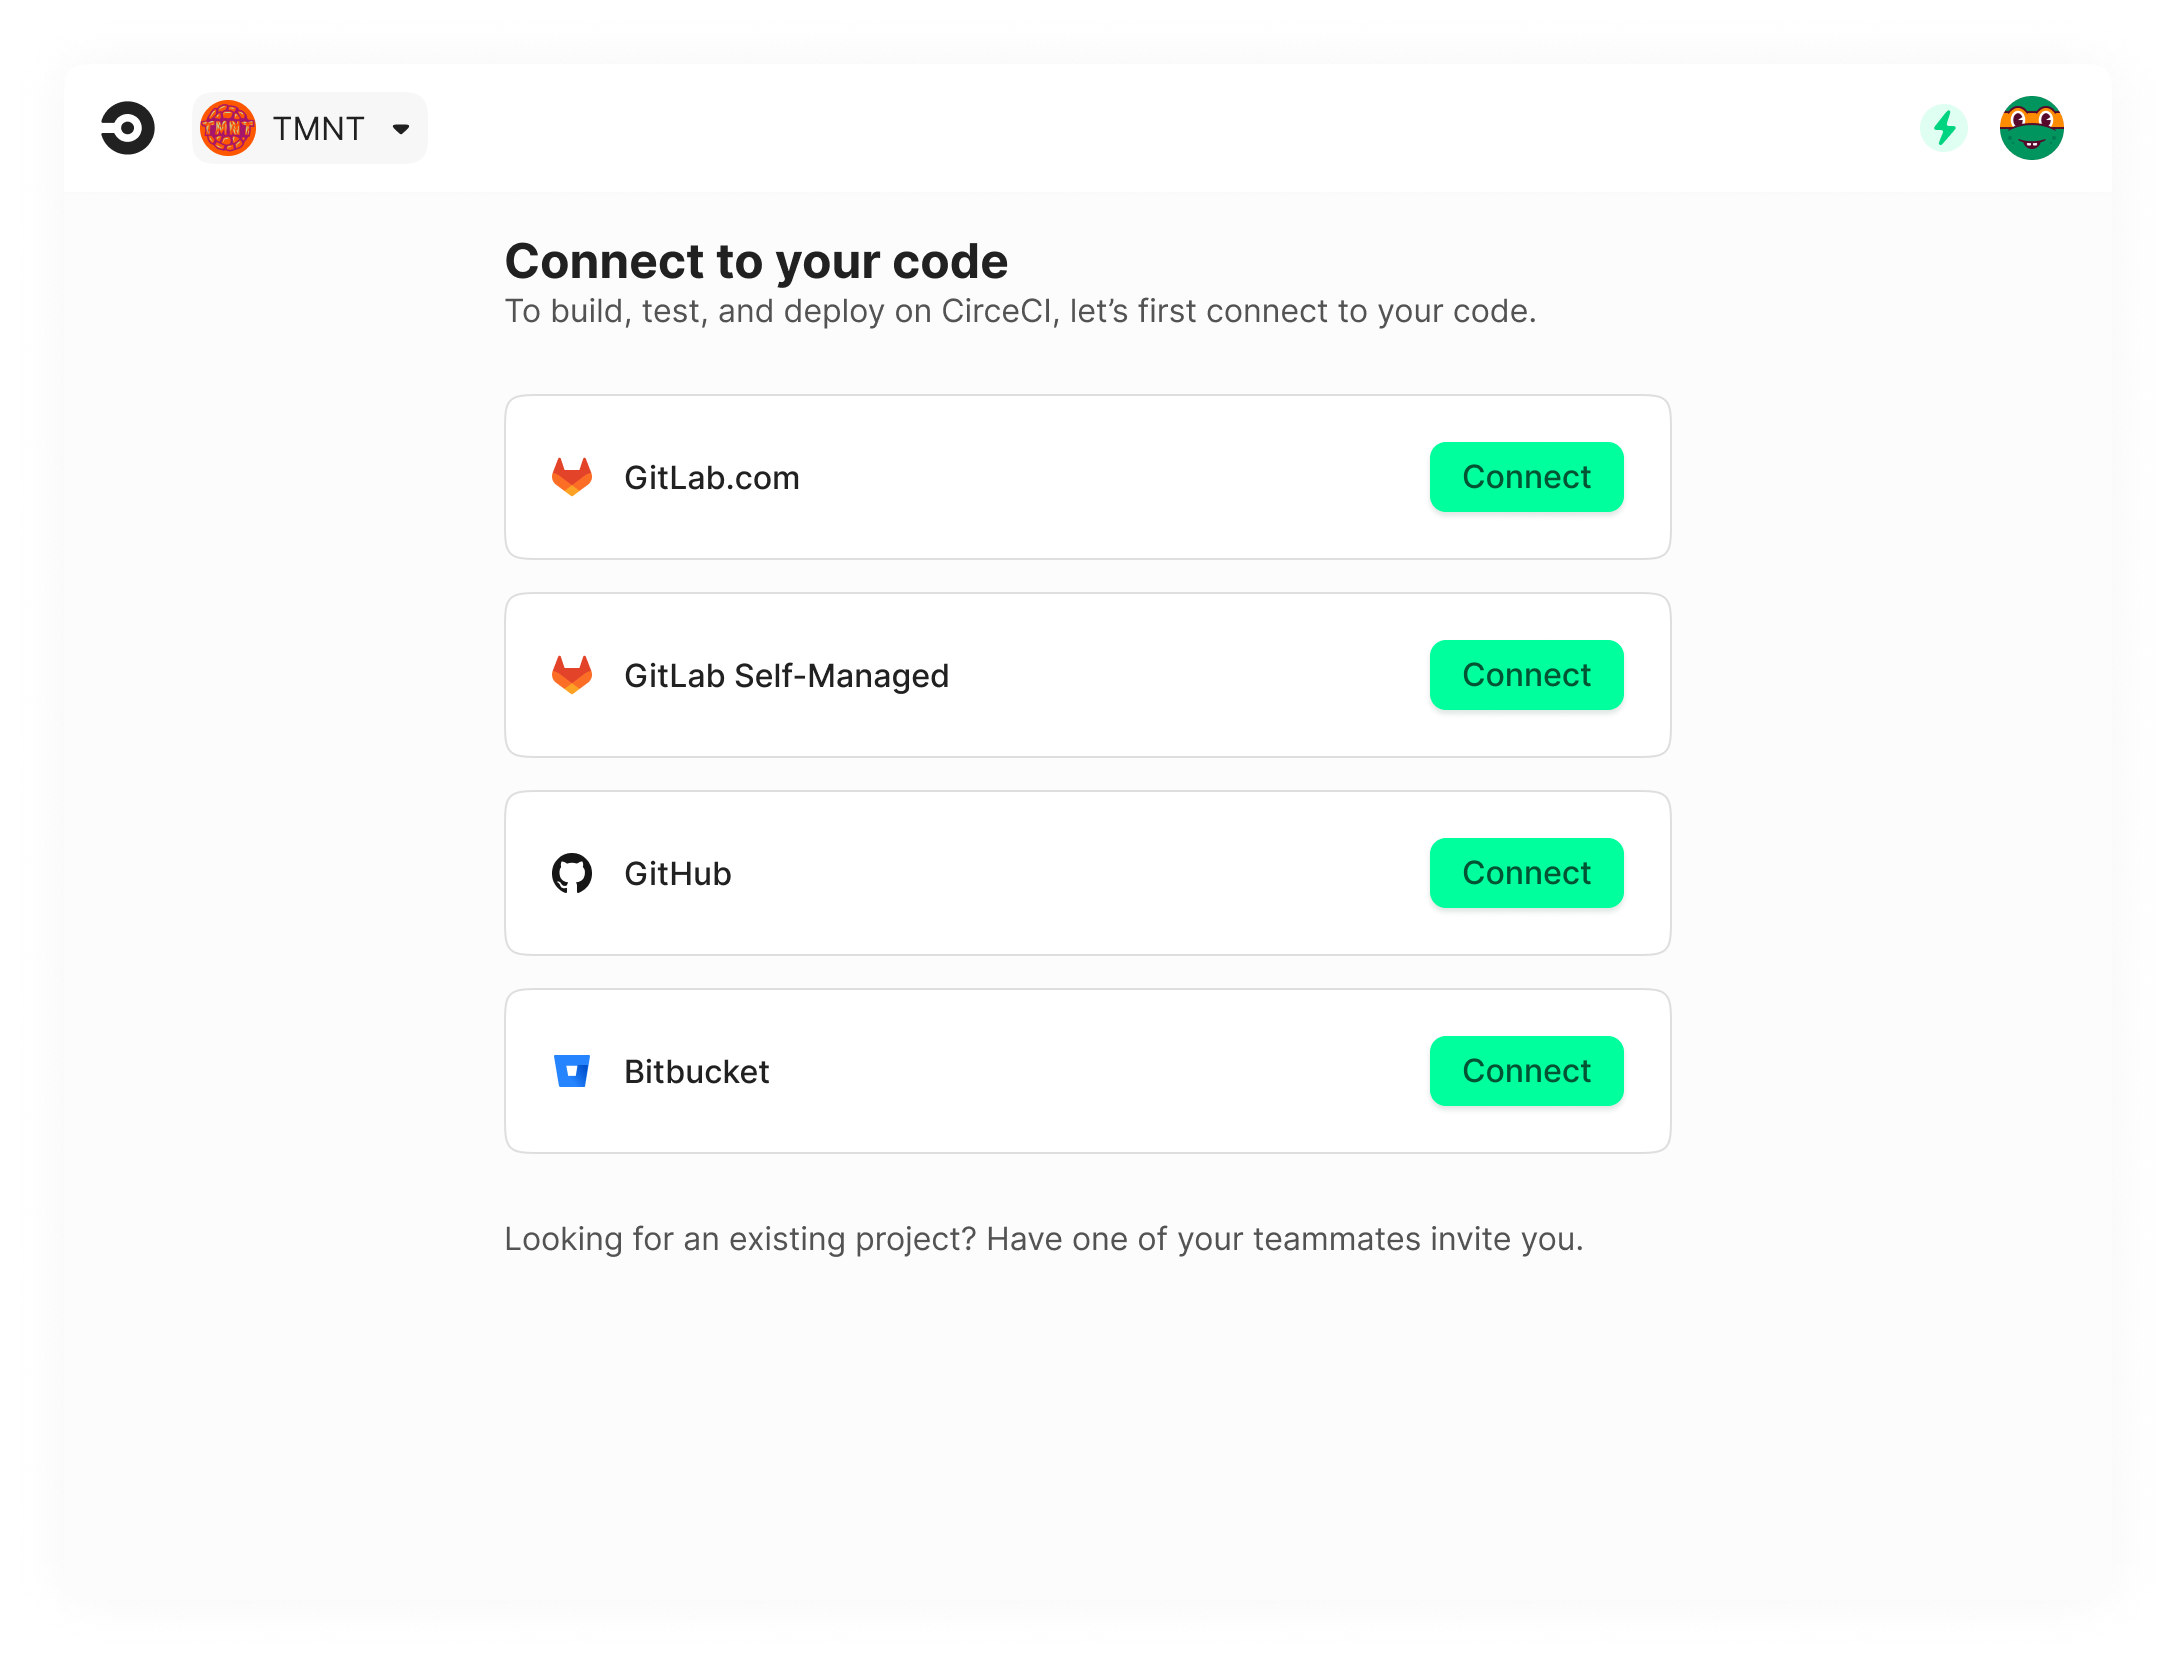 TMNT TMNT
Connect to your code
To build, test, and deploy on CirceCI, let’s first connect to your code.
GitLab.com Connect
GitLab Self-Managed Connect
GitHub Connect
Bitbucket Connect
Looking for an existing project? Have one of your teammates invite you.